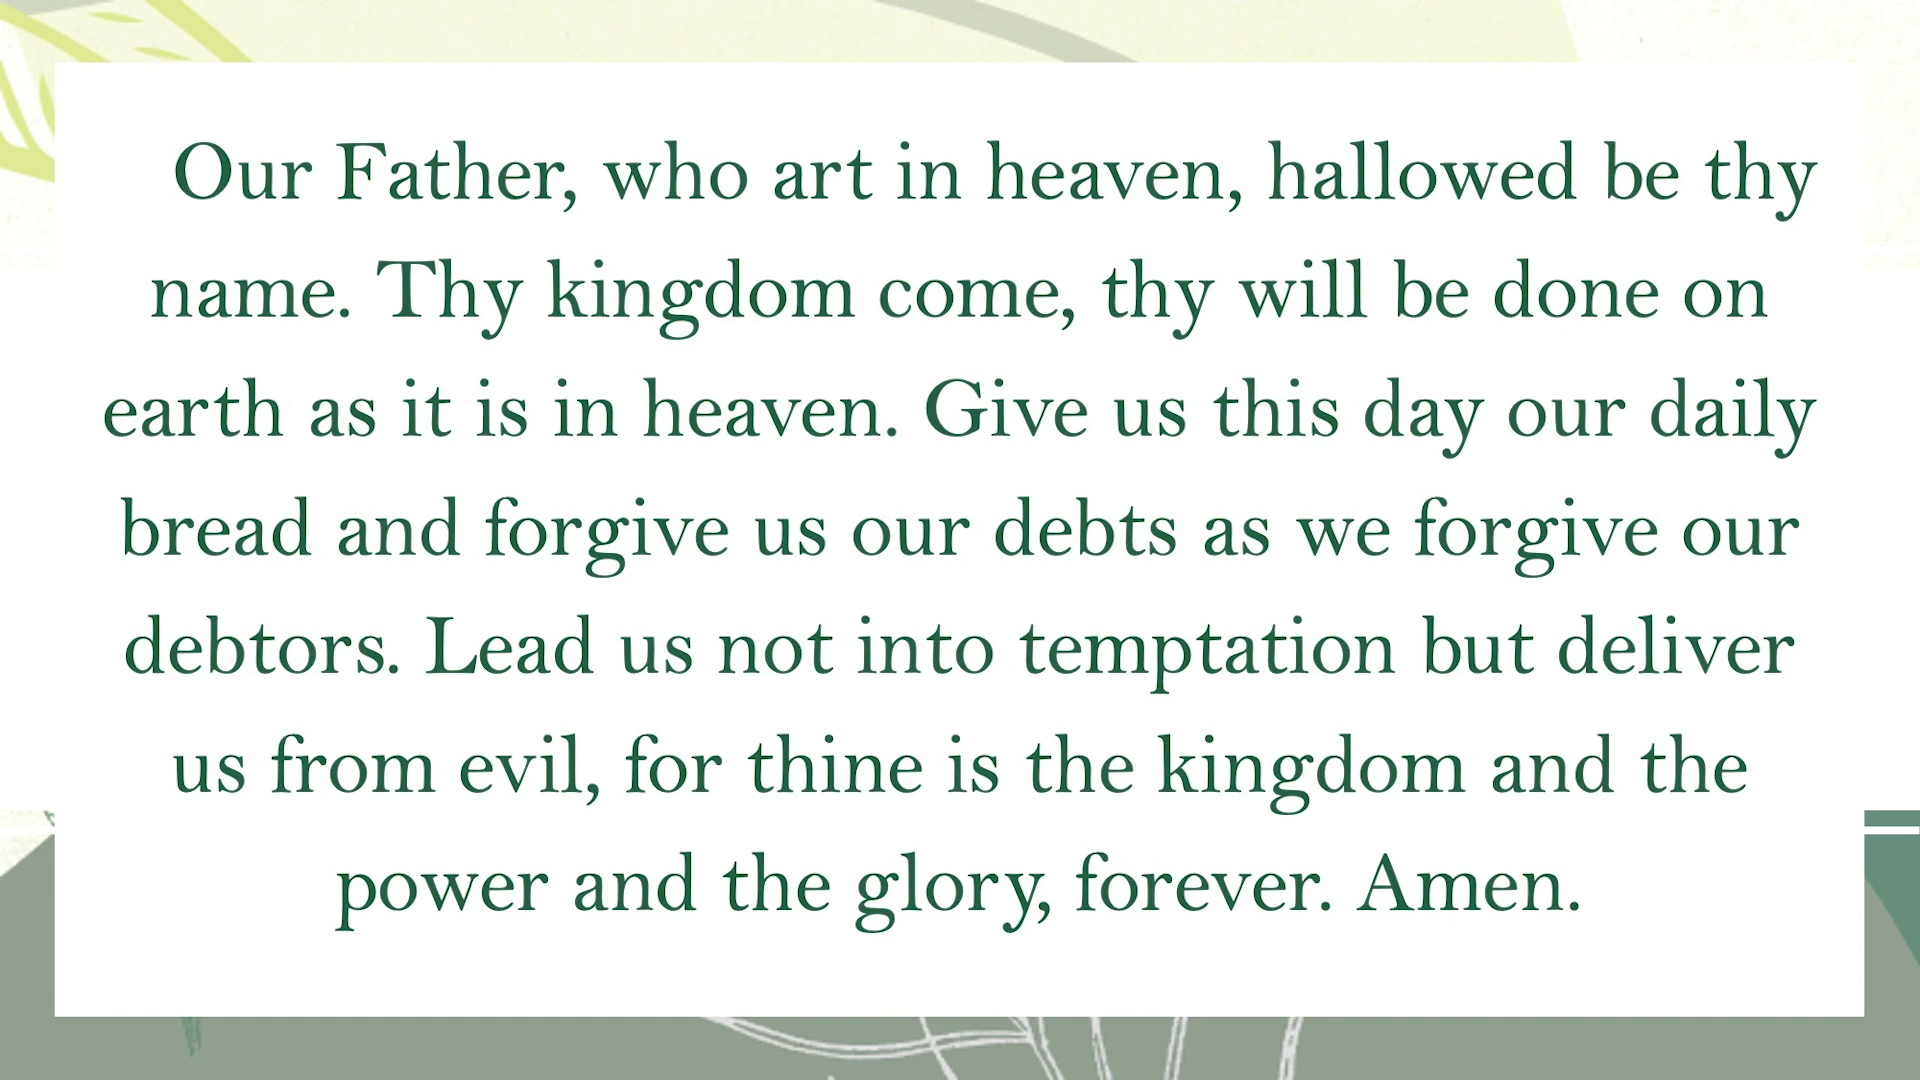 Our Father, who art in heaven, hallowed be thy
name. Thy kingdom come, thy will be done on
earth as it is in heaven. Give us this day our daily
bread and forgive us our debts as we forgive our
debtors. Lead us not into temptation but deliver
us from evil, for thine is the kingdom and the
power and the glory, forever. Amen.